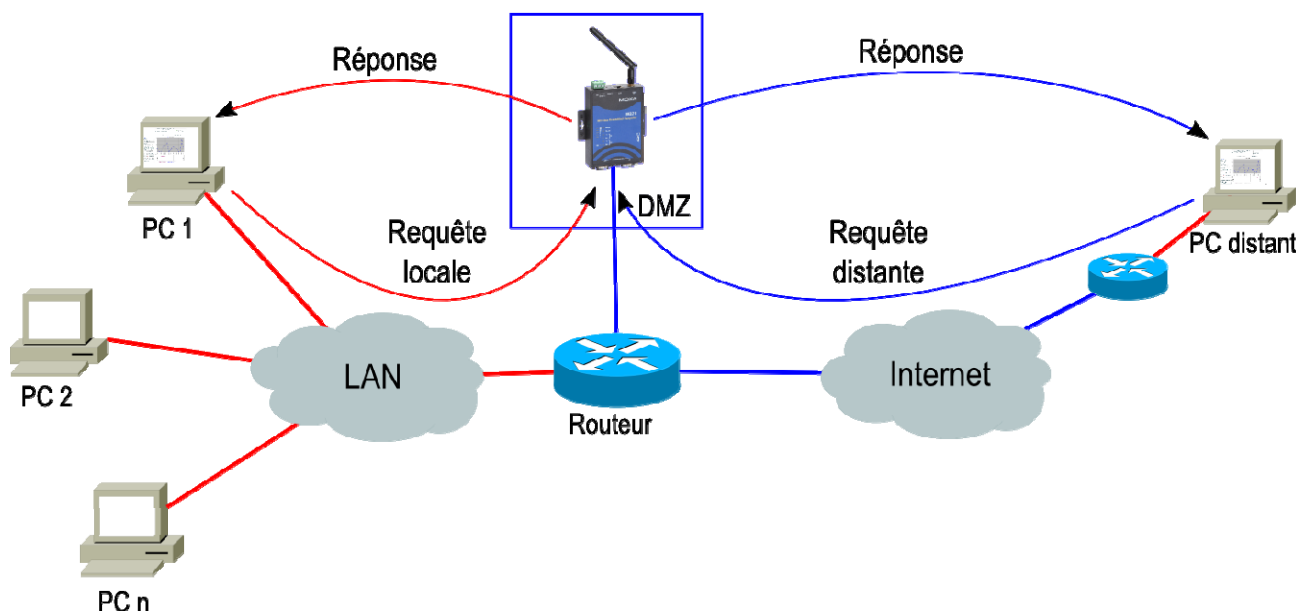 Réponse
Réponse
PC 1
DMZ
Requête
locale
Requête
distante
PC distant
PC 2
LAN
Routeur
Internet
PC n